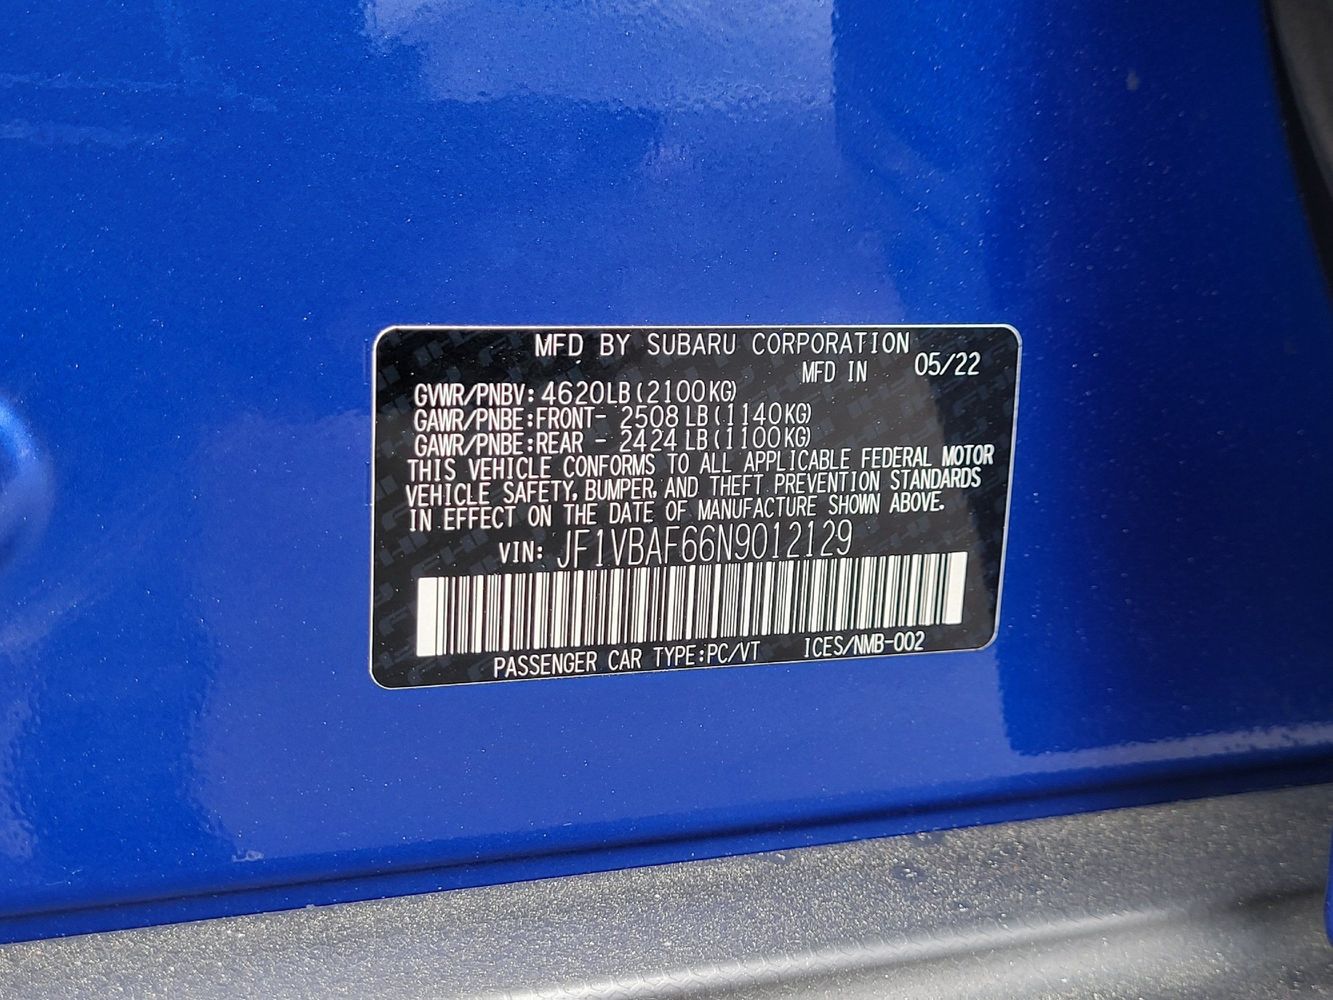 MFD BY SUBARU CORPORATION
MFD IN 05/22
GVWR/PNBV: 4620LB(2100KG)
GAWR/PNBE:FRONT- 2508 LB(1140KG)
GAWR/PNBE:REAR - 2424 LB(1100KG)
THIS VEHICLE CONFORMS TO ALL APPLICABLE FEDERAL MOTOR
VEHICLE SAFETY, BUMPER, AND THEFT PREVENTION STANDARDS
IN EFFECT ON THE DATE OF MANUFACTURE SHOWN ABOVE.
VIN: JF1VBAF66N9012129
PASSENGER CAR TYPE:PC/VT ICES/NMB-002